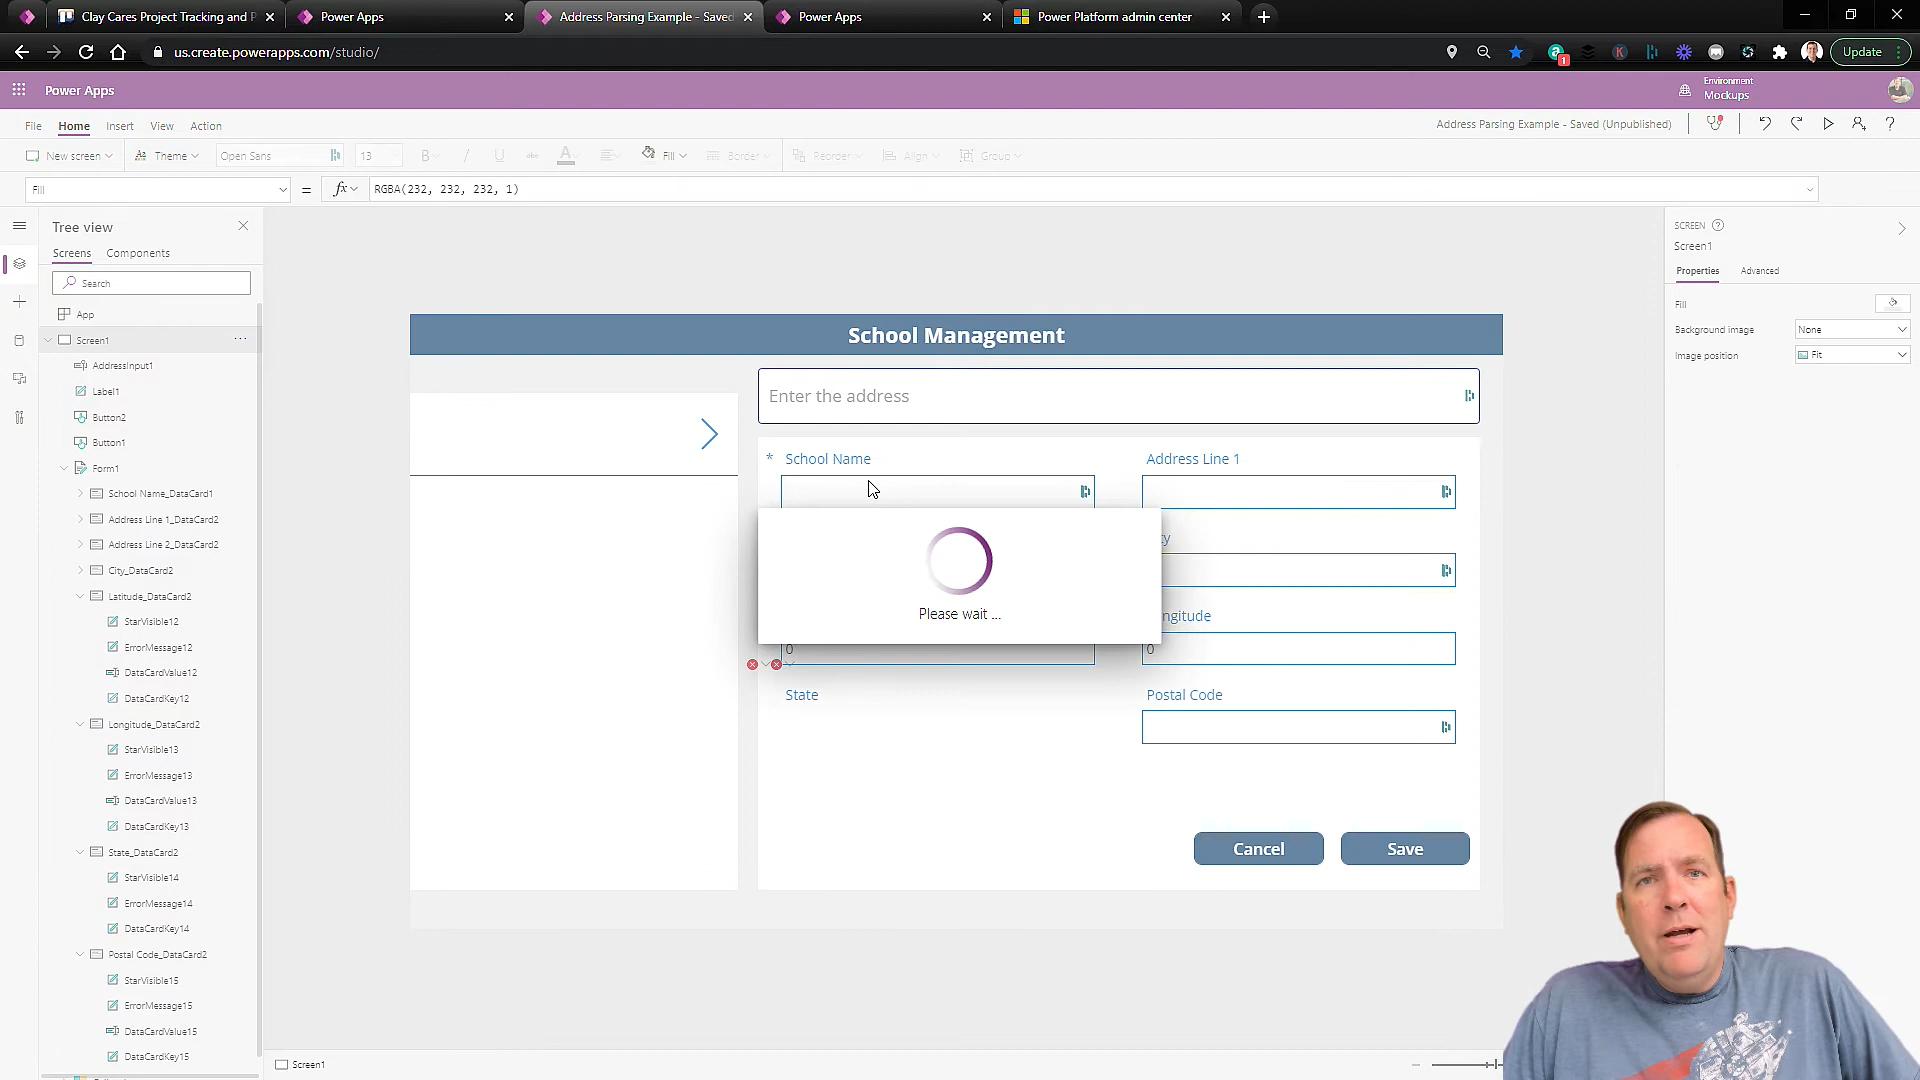 Clay Cares Project Tracking and P
Power Apps
Address Parsing Example - Saved
Power Apps
Power Platform admin center
us.create.powerapps.com/studio/
1
Update
Power Apps
Environment
Mockups
File
Home
Insert
View
Action
Address Parsing Example - Saved (Unpublished)
New screen
Theme
Open Sans
13
B
I
U
abc
A
Fill
Border
Reorder
Align
Group
Fill
=
fx
RGBA(232, 232, 232, 1)
Tree view
Screens
Components
Search
App
Screen1
AddressInput1
Label1
Button2
Button1
Form1
School Name_DataCard1
Address Line 1_DataCard2
Address Line 2_DataCard2
City_DataCard2
Latitude_DataCard2
StarVisible12
ErrorMessage12
DataCardValue12
DataCardKey12
Longitude_DataCard2
StarVisible13
ErrorMessage13
DataCardValue13
DataCardKey13
State_DataCard2
StarVisible14
ErrorMessage14
DataCardKey14
Postal Code_DataCard2
StarVisible15
ErrorMessage15
DataCardValue15
DataCardKey15
School Management
Enter the address
* School Name
Address Line 1
ty
Please wait ...
ngitude
0
0
State
Postal Code
Cancel
Save
Screen1
SCREEN
Screen1
Properties
Advanced
Fill
Background image
None
Image position
Fit